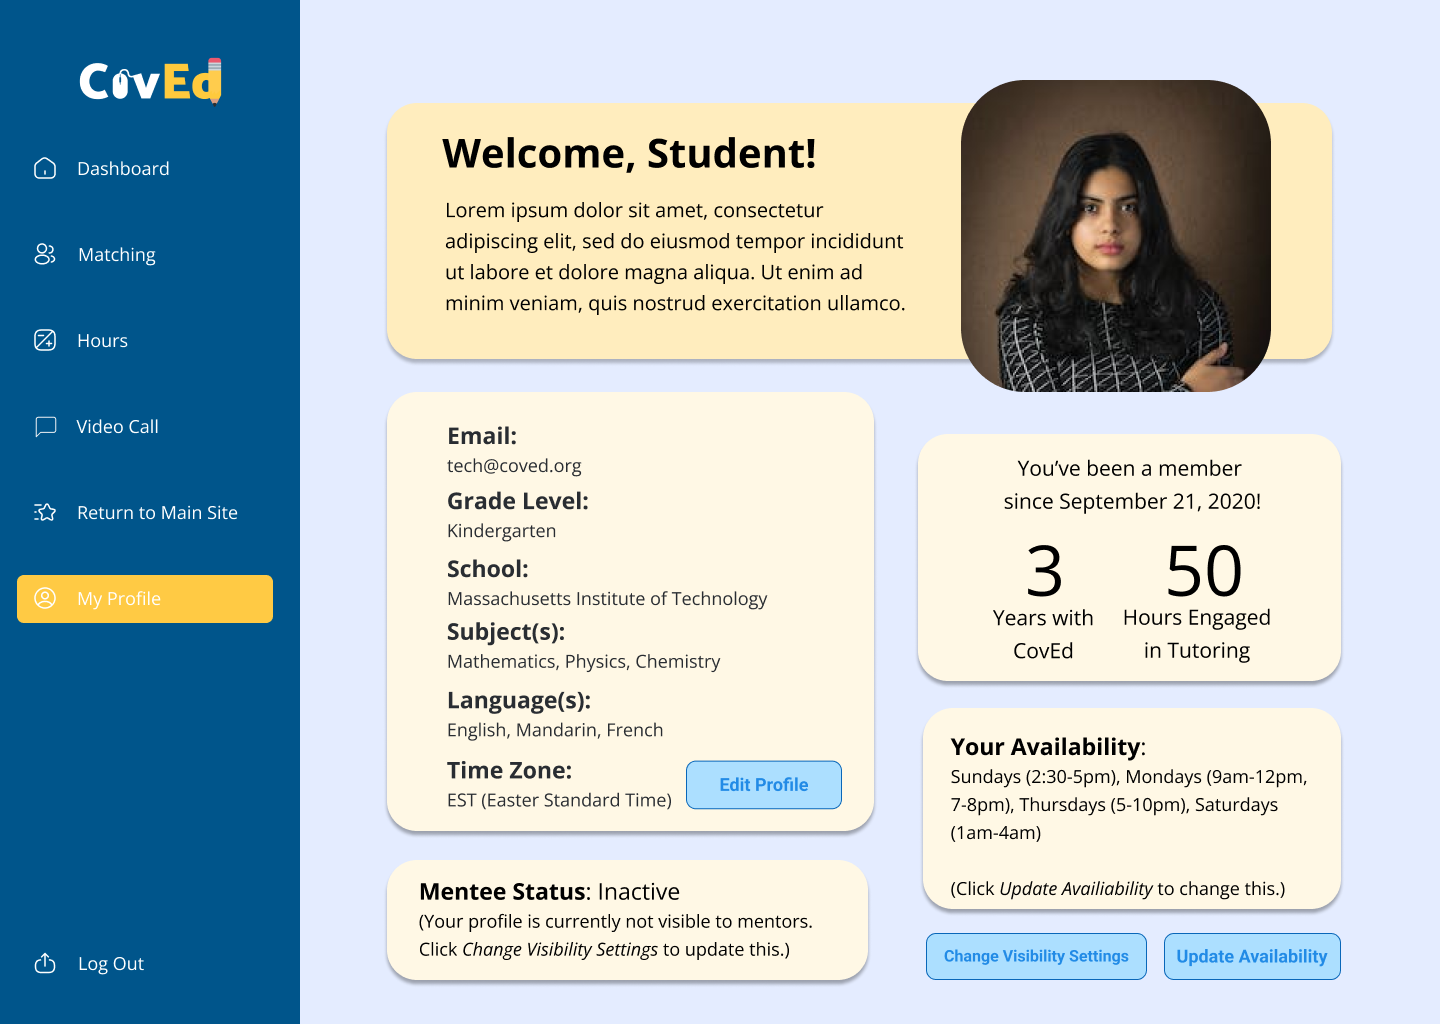 CovEd
Dashboard
Matching
Hours
Video Call
Return to Main Site
My Profile
Log Out
Welcome, Student!
Lorem ipsum dolor sit amet, consectetur
adipiscing elit, sed do eiusmod tempor incididunt
ut labore et dolore magna aliqua. Ut enim ad
minim veniam, quis nostrud exercitation ullamco.
Email:
tech@coved.org
Grade Level:
Kindergarten
School:
Massachusetts Institute of Technology
Subject(s):
Mathematics, Physics, Chemistry
Language(s):
English, Mandarin, French
Time Zone:
EST (Easter Standard Time)
Edit Profile
Mentee Status: Inactive
(Your profile is currently not visible to mentors.
Click Change Visibility Settings to update this.)
You’ve been a member
since September 21, 2020!
3
Years with
CovEd
50
Hours Engaged
in Tutoring
Your Availability:
Sundays (2:30-5pm), Mondays (9am-12pm,
7-8pm), Thursdays (5-10pm), Saturdays
(1am-4am)
(Click Update Availiability to change this.)
Change Visibility Settings
Update Availability